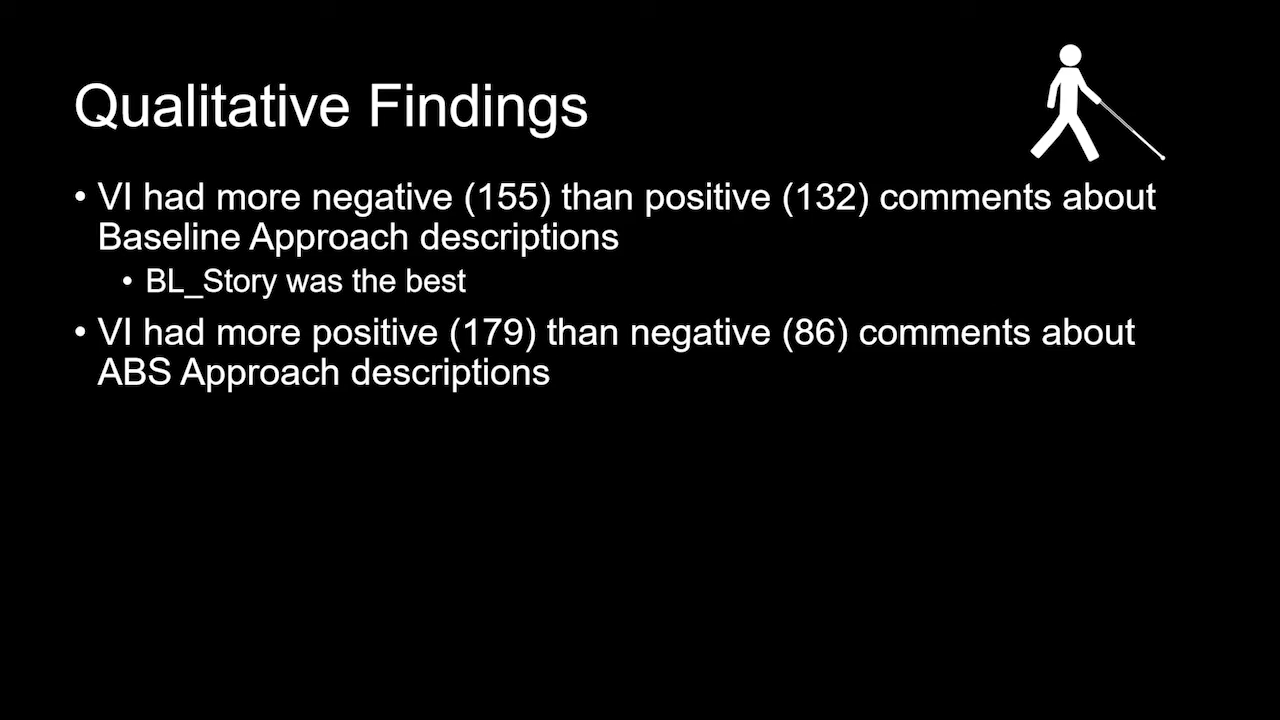 Qualitative Findings
• VI had more negative (155) than positive (132) comments about
Baseline Approach descriptions
• BL_Story was the best
• VI had more positive (179) than negative (86) comments about
ABS Approach descriptions